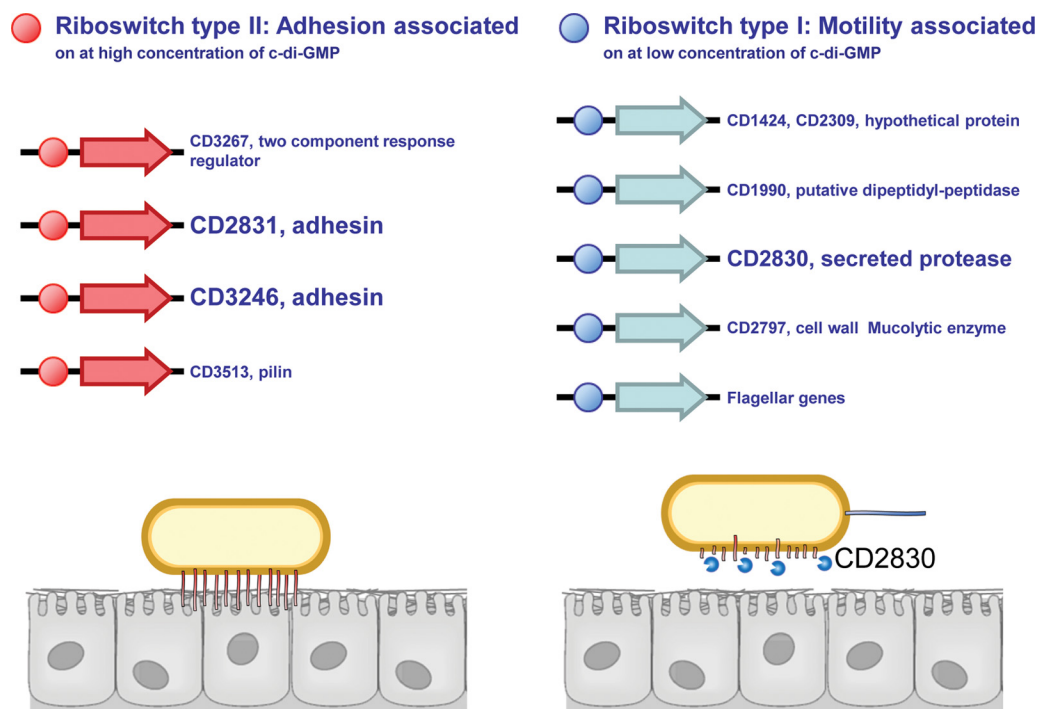 Riboswitch type II: Adhesion associated
on at high concentration of c-di-GMP
CD3267, two component response
regulator
CD2831, adhesin
CD3246, adhesin
CD3513, pilin
Riboswitch type I: Motility associated
on at low concentration of c-di-GMP
CD1424, CD2309, hypothetical protein
CD1990, putative dipeptidyl-peptidase
CD2830, secreted protease
CD2797, cell wall Mucolytic enzyme
Flagellar genes
CD2830